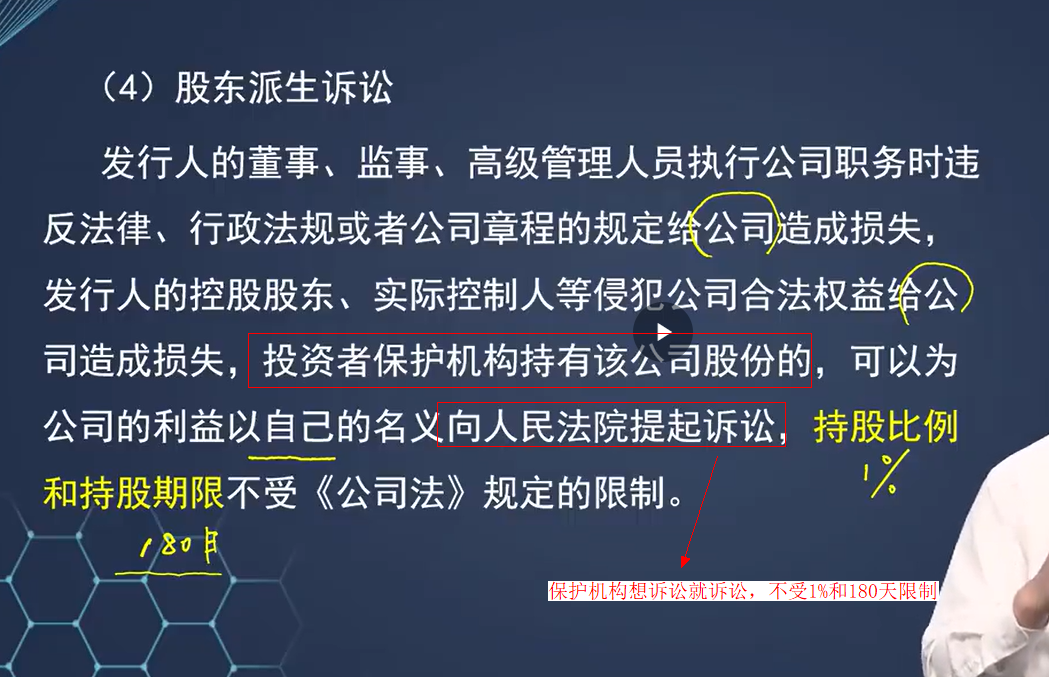 （4）股东派生诉讼
发行人的董事、监事、高级管理人员执行公司职务时违
反法律、行政法规或者公司章程的规定给公司造成损失，
发行人的控股股东、实际控制人等侵犯公司合法权益给公
司造成损失，投资者保护机构持有该公司股份的，可以为
公司的利益以自己的名义向人民法院提起诉讼，持股比例
1%
和持股期限不受《公司法》规定的限制。
180日
保护机构想诉讼就诉讼，不受1%和180天限制